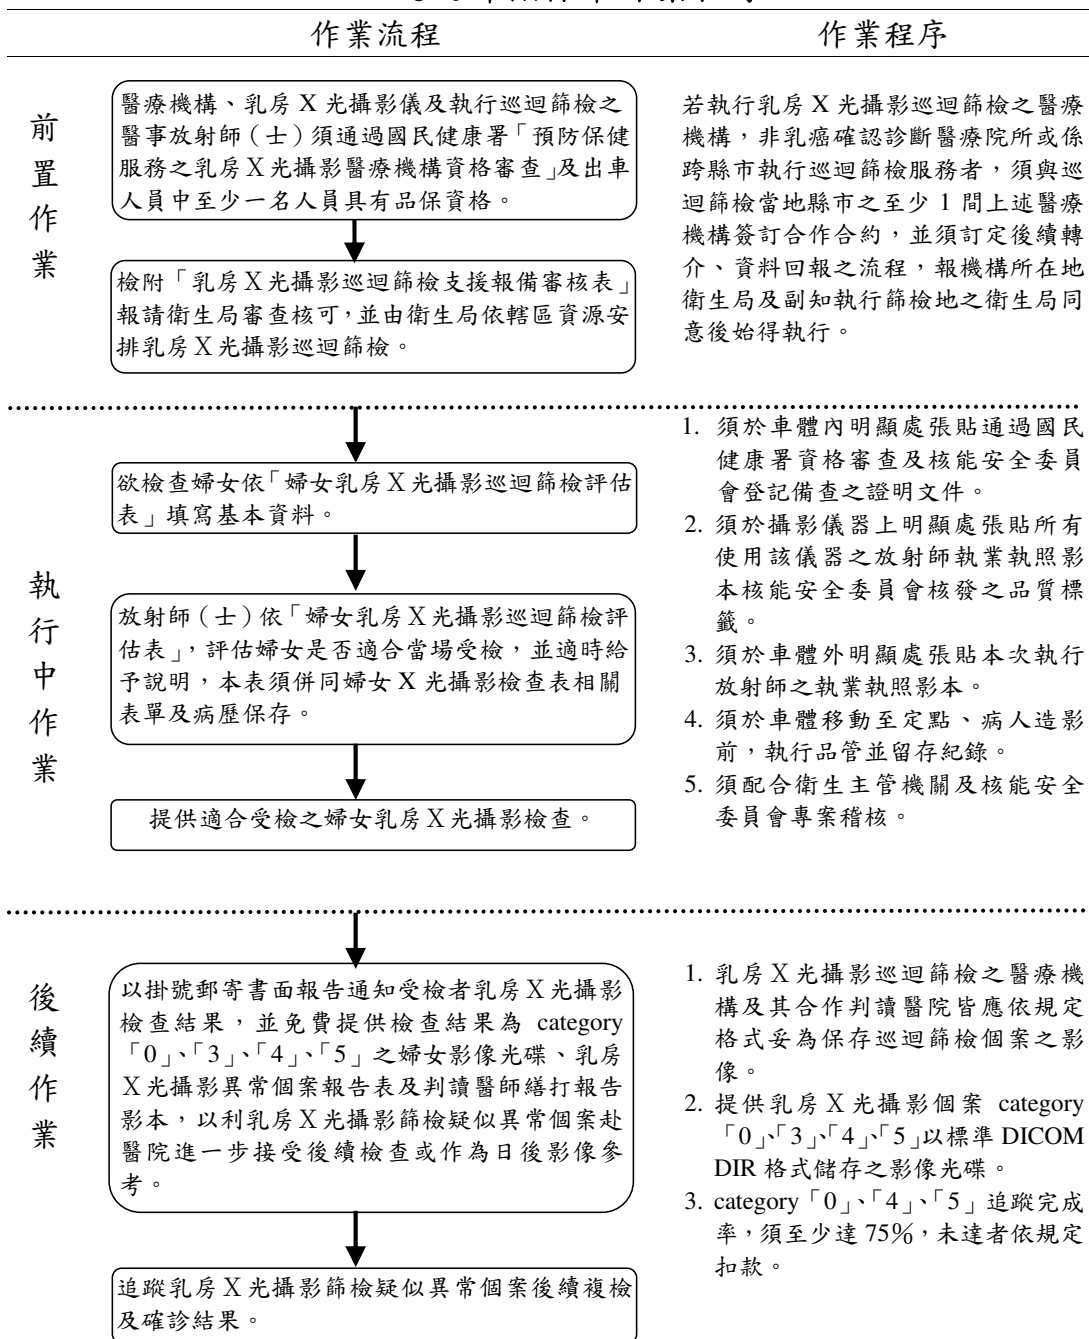 作業流程
作業程序
前置作業
醫療機構、乳房 X 光攝影儀及執行巡迴篩檢之
醫事放射師（士）須通過國民健康署「預防保健
服務之乳房X光攝影醫療機構資格審查」及出車
人員中至少一名人員具有品保資格。
檢附「乳房X光攝影巡迴篩檢支援報備審核表」
報請衛生局審查核可，並由衛生局依轄區資源安
排乳房X光攝影巡迴篩檢。
若執行乳房 X 光攝影巡迴篩檢之醫療
機構，非乳癌確認診斷醫療院所或係
跨縣市執行巡迴篩檢服務者，須與巡
迴篩檢當地縣市之至少 1 間上述醫療
機構簽訂合作合約，並須訂定後續轉
介、資料回報之流程，報機構所在地
衛生局及副知執行篩檢地之衛生局同
意後始得執行。
執行中作業
欲檢查婦女依「婦女乳房X光攝影巡迴篩檢評估
表」填寫基本資料。
放射師（士）依「婦女乳房X光攝影巡迴篩檢評
估表」，評估婦女是否適合當場受檢，並適時給
予說明，本表須併同婦女 X 光攝影檢查表相關
表單及病歷保存。
提供適合受檢之婦女乳房X光攝影檢查。
1. 須於車體內明顯處張貼通過國民
健康署資格審查及核能安全委員
會登記備查之證明文件。
2. 須於攝影儀器上明顯處張貼所有
使用該儀器之放射師執業執照影
本核能安全委員會核發之品質標
籤。
3. 須於車體外明顯處張貼本次執行
放射師之執業執照影本。
4. 須於車體移動至定點、病人造影
前，執行品管並留存紀錄。
5. 須配合衛生主管機關及核能安全
委員會專案稽核。
後續作業
以掛號郵寄書面報告通知受檢者乳房X光攝影
檢查結果，並免費提供檢查結果為 category
「0」、「3」、「4」、「5」之婦女影像光碟、乳房
X光攝影異常個案報告表及判讀醫師繕打報告
影本，以利乳房X光攝影篩檢疑似異常個案赴
醫院進一步接受後續檢查或作為日後影像參
考。
追蹤乳房X光攝影篩檢疑似異常個案後續複檢
及確診結果。
1. 乳房X光攝影巡迴篩檢之醫療機
構及其合作判讀醫院皆應依規定
格式妥為保存巡迴篩檢個案之影
像。
2. 提供乳房X光攝影個案 category
「0」、「3」、「4」、「5」以標準 DICOM
DIR 格式儲存之影像光碟。
3. category「0」、「4」、「5」追蹤完成
率，須至少達 75%，未達者依規定
扣款。